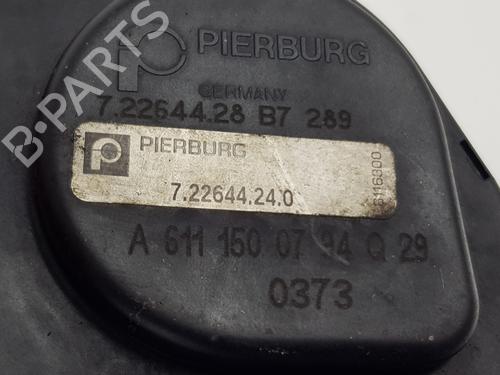 PIERBURG
GERMANY
7.22644.28 B7 289
PIERBURG
7.22644.24.0
6116300
A 611 150 07 94 Q 29
0373
B-PARTS